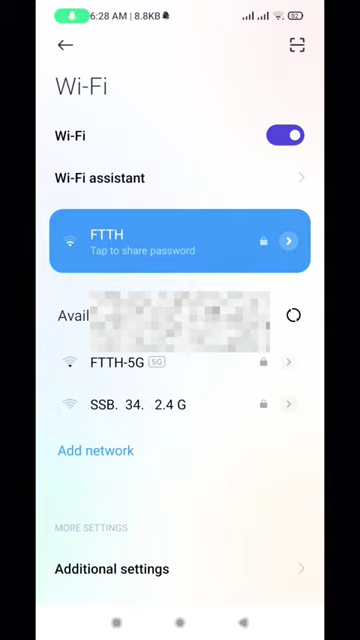 6:28 AM | 8.8KB
92
Wi-Fi
Wi-Fi
Wi-Fi assistant
FTTH
Tap to share password
Avail
FTTH-5G 5G
SSB. 34. 2.4 G
Add network
MORE SETTINGS
Additional settings